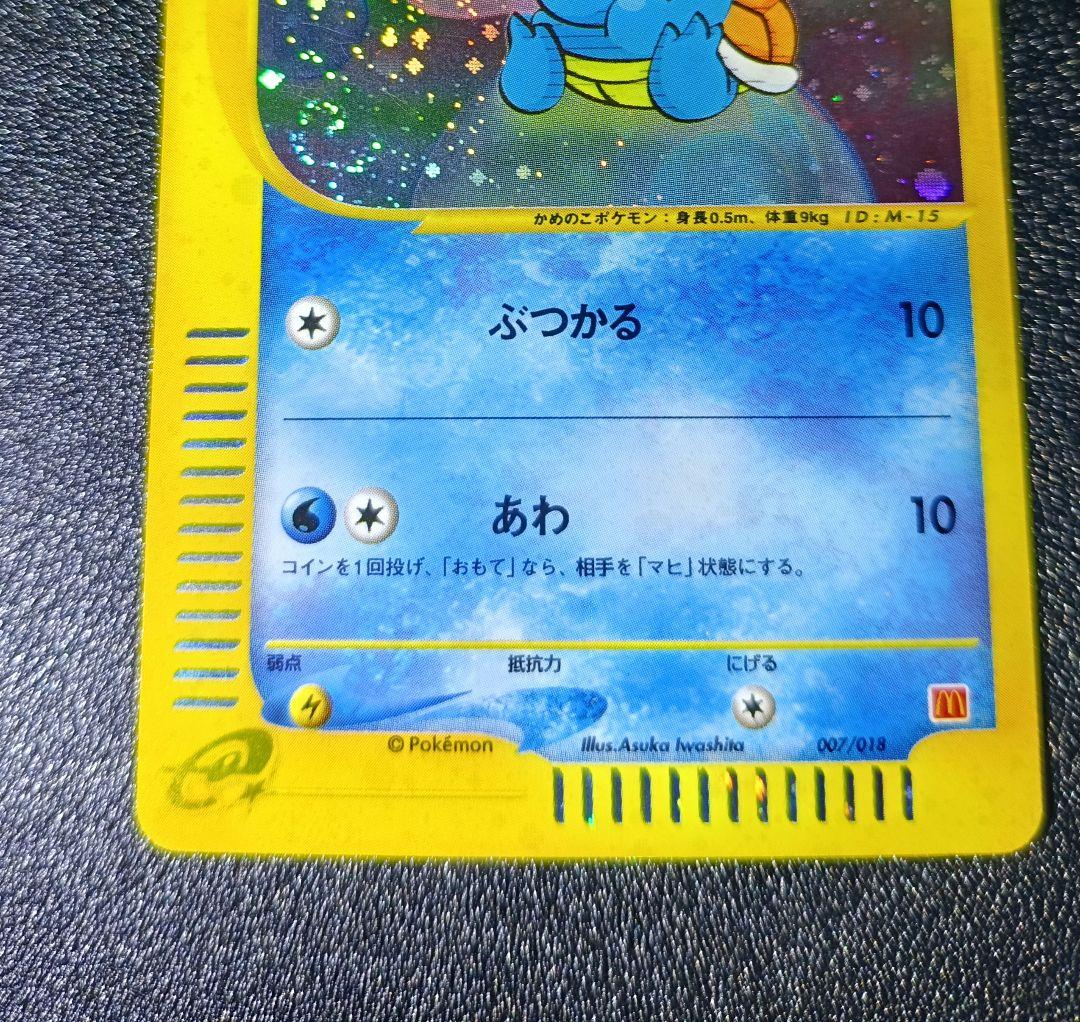 かめのこポケモン：身長0.5m、体重9kg ID：M-15
ぶつかる 10
あわ 10
コインを1回投げ、「おもて」なら、相手を「マヒ」状態にする。
弱点 抵抗力 にげる
©Pokémon Illus.Asuka Iwashita 007/018